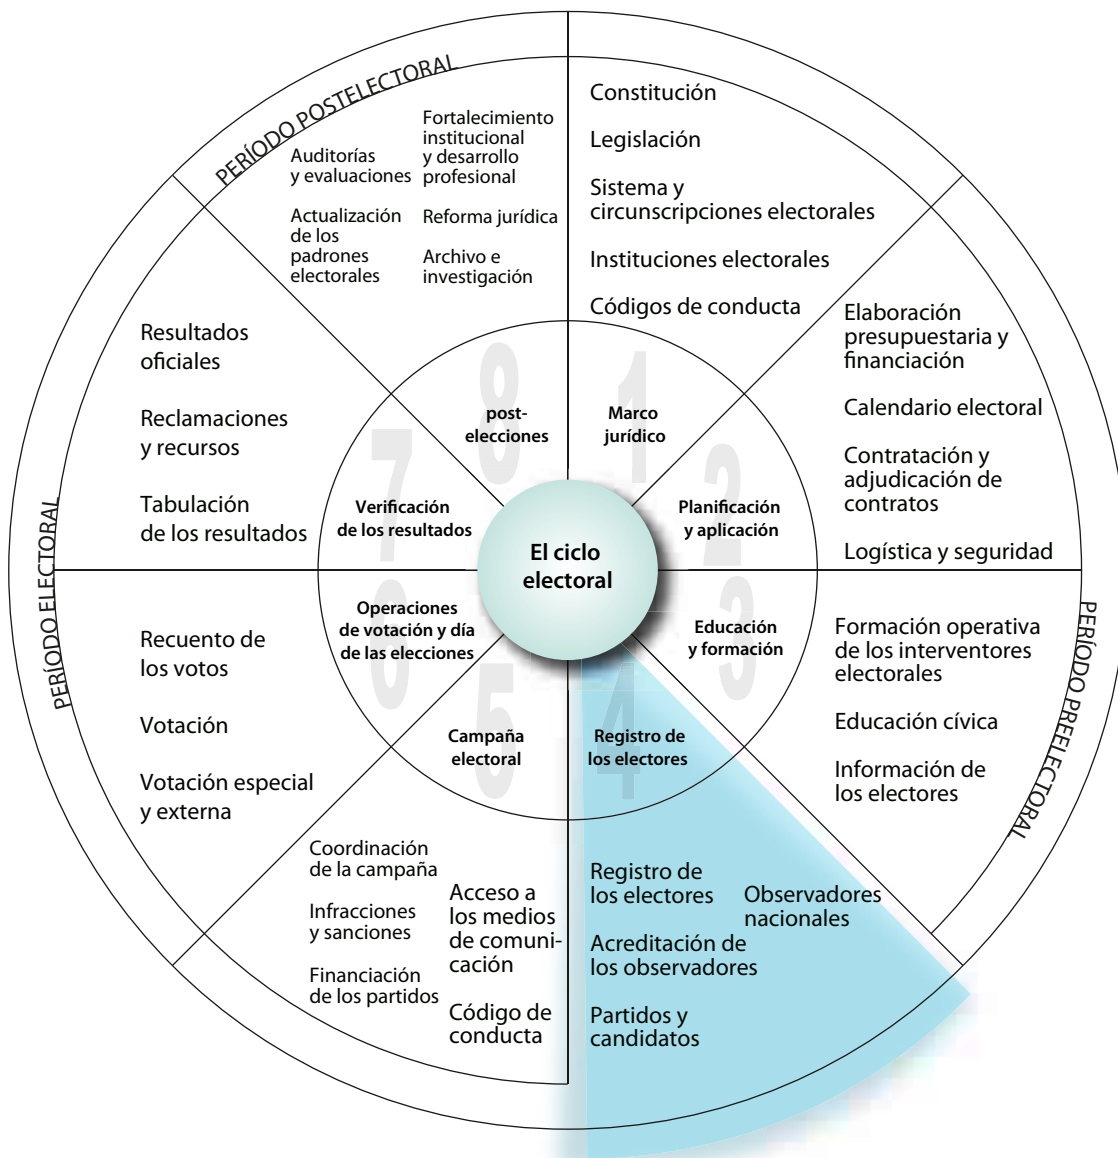 El ciclo
electoral
PERÍODO PREELECTORAL
PERÍODO ELECTORAL
PERÍODO POSTELECTORAL
1
Marco
jurídico
Constitución
Legislación
Sistema y
circunscripciones electorales
Instituciones electorales
Códigos de conducta
2
Planificación
y aplicación
Elaboración
presupuestaria y
financiación
Calendario electoral
Contratación y
adjudicación de
contratos
Logística y seguridad
3
Educación
y formación
Formación operativa
de los interventores
electorales
Educación cívica
Información de
los electores
4
Registro de
los electores
Registro de
los electores
Acreditación de
los observadores
Partidos y
candidatos
Observadores
nacionales
5
Campaña
electoral
Coordinación
de la campaña
Infracciones
y sanciones
Financiación
de los partidos
Acceso a
los medios
de comuni-
cación
Código de
conducta
6
Operaciones
de votación y día
de las elecciones
Recuento de
los votos
Votación
Votación especial
y externa
7
Verificación
de los resultados
Resultados
oficiales
Reclamaciones
y recursos
Tabulación
de los resultados
8
post-
elecciones
Auditorías
y evaluaciones
Actualización
de los
padrones
electorales
Fortalecimiento
institucional
y desarrollo
profesional
Reforma jurídica
Archivo e
investigación